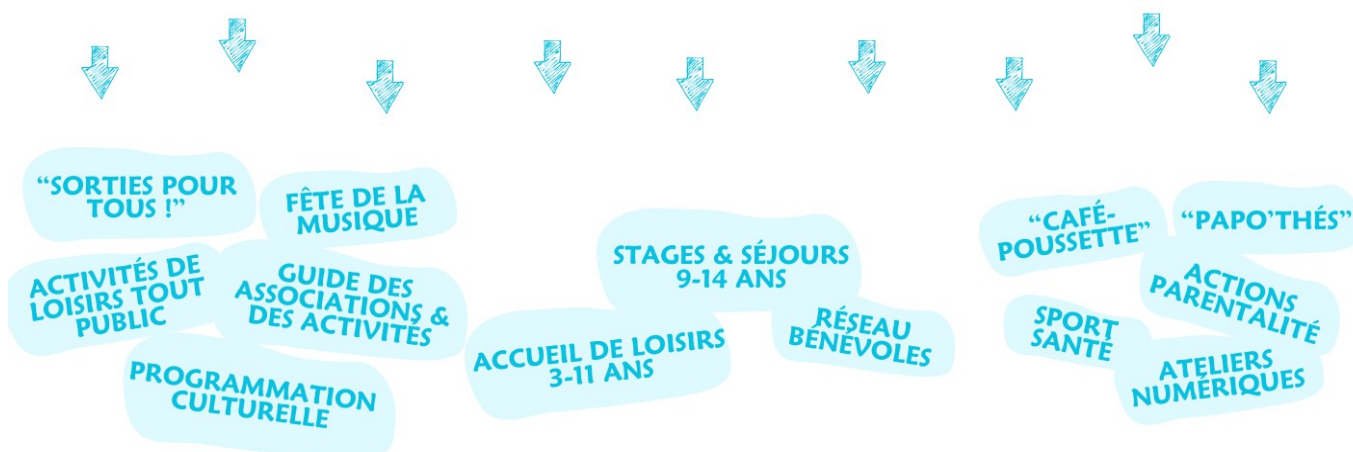 “SORTIES POUR
TOUS !”
FÊTE DE LA
MUSIQUE
ACTIVITÉS DE
LOISIRS TOUT
PUBLIC
GUIDE DES
ASSOCIATIONS &
DES ACTIVITÉS
PROGRAMMATION
CULTURELLE
STAGES & SÉJOURS
9-14 ANS
ACCUEIL DE LOISIRS
3-11 ANS
RÉSEAU
BÉNÉVOLES
“CAFÉ-
POUSSETTE”
“PAPO’THÉS”
ACTIONS
PARENTALITÉ
SPORT
SANTÉ
ATELIERS
NUMÉRIQUES